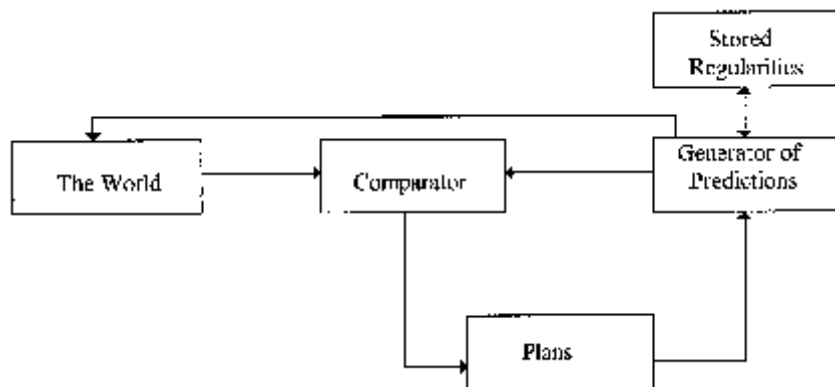 Stored
Regularities
The World
Comparator
Generator of
Predictions
Plans